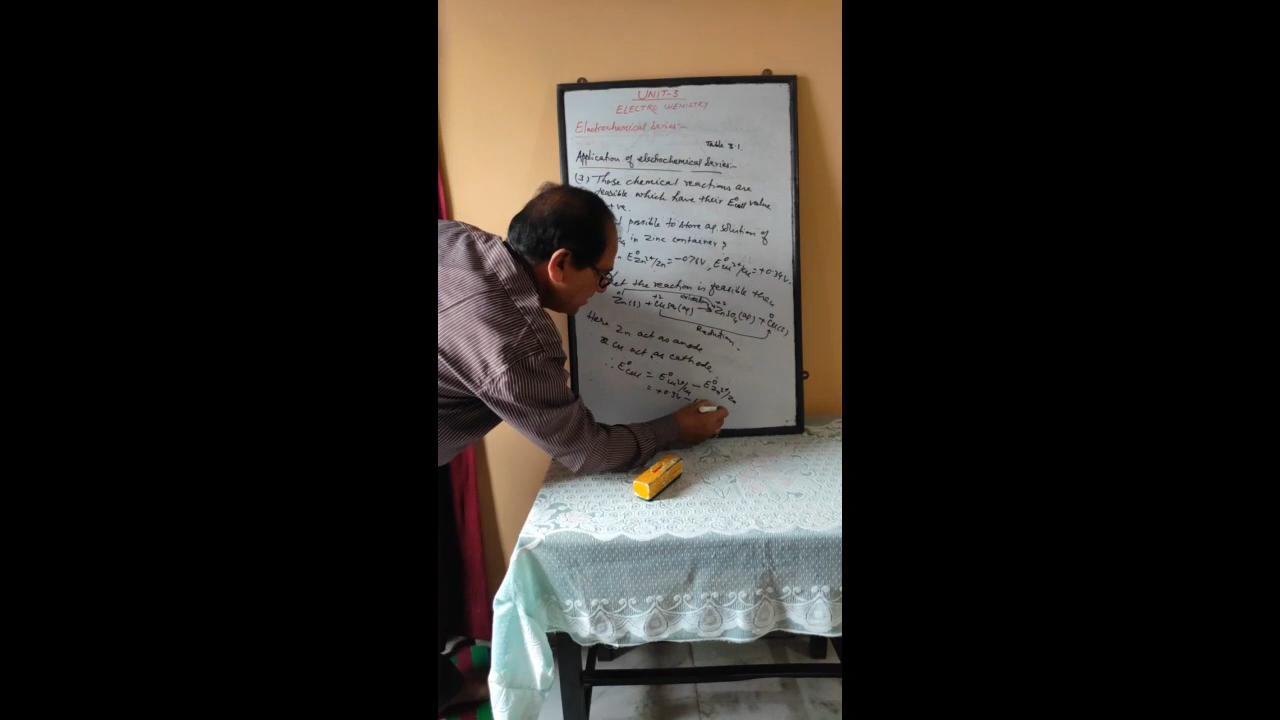 UNIT-3
ELECTRO CHEMISTRY
Electrochemical Series:-
Table 3.1.
Application of electrochemical series:-
(3) Those chemical reactions are
feasible which have their E°cell value
+ve.
possible to store aq. solution of
in zinc container?
E°Zn²⁺/Zn = -0.76V, E°Cu²⁺/Cu = +0.34V.
Let the reaction is feasible then
oxidation
Zn(s) + CuSO₄(aq) → ZnSO₄(aq) + Cu(s)
Reduction.
Here Zn act as anode
& Cu act as cathode.
∴ E°cell = E°Cu²⁺/Cu - E°Zn²⁺/Zn
= +0.34 -